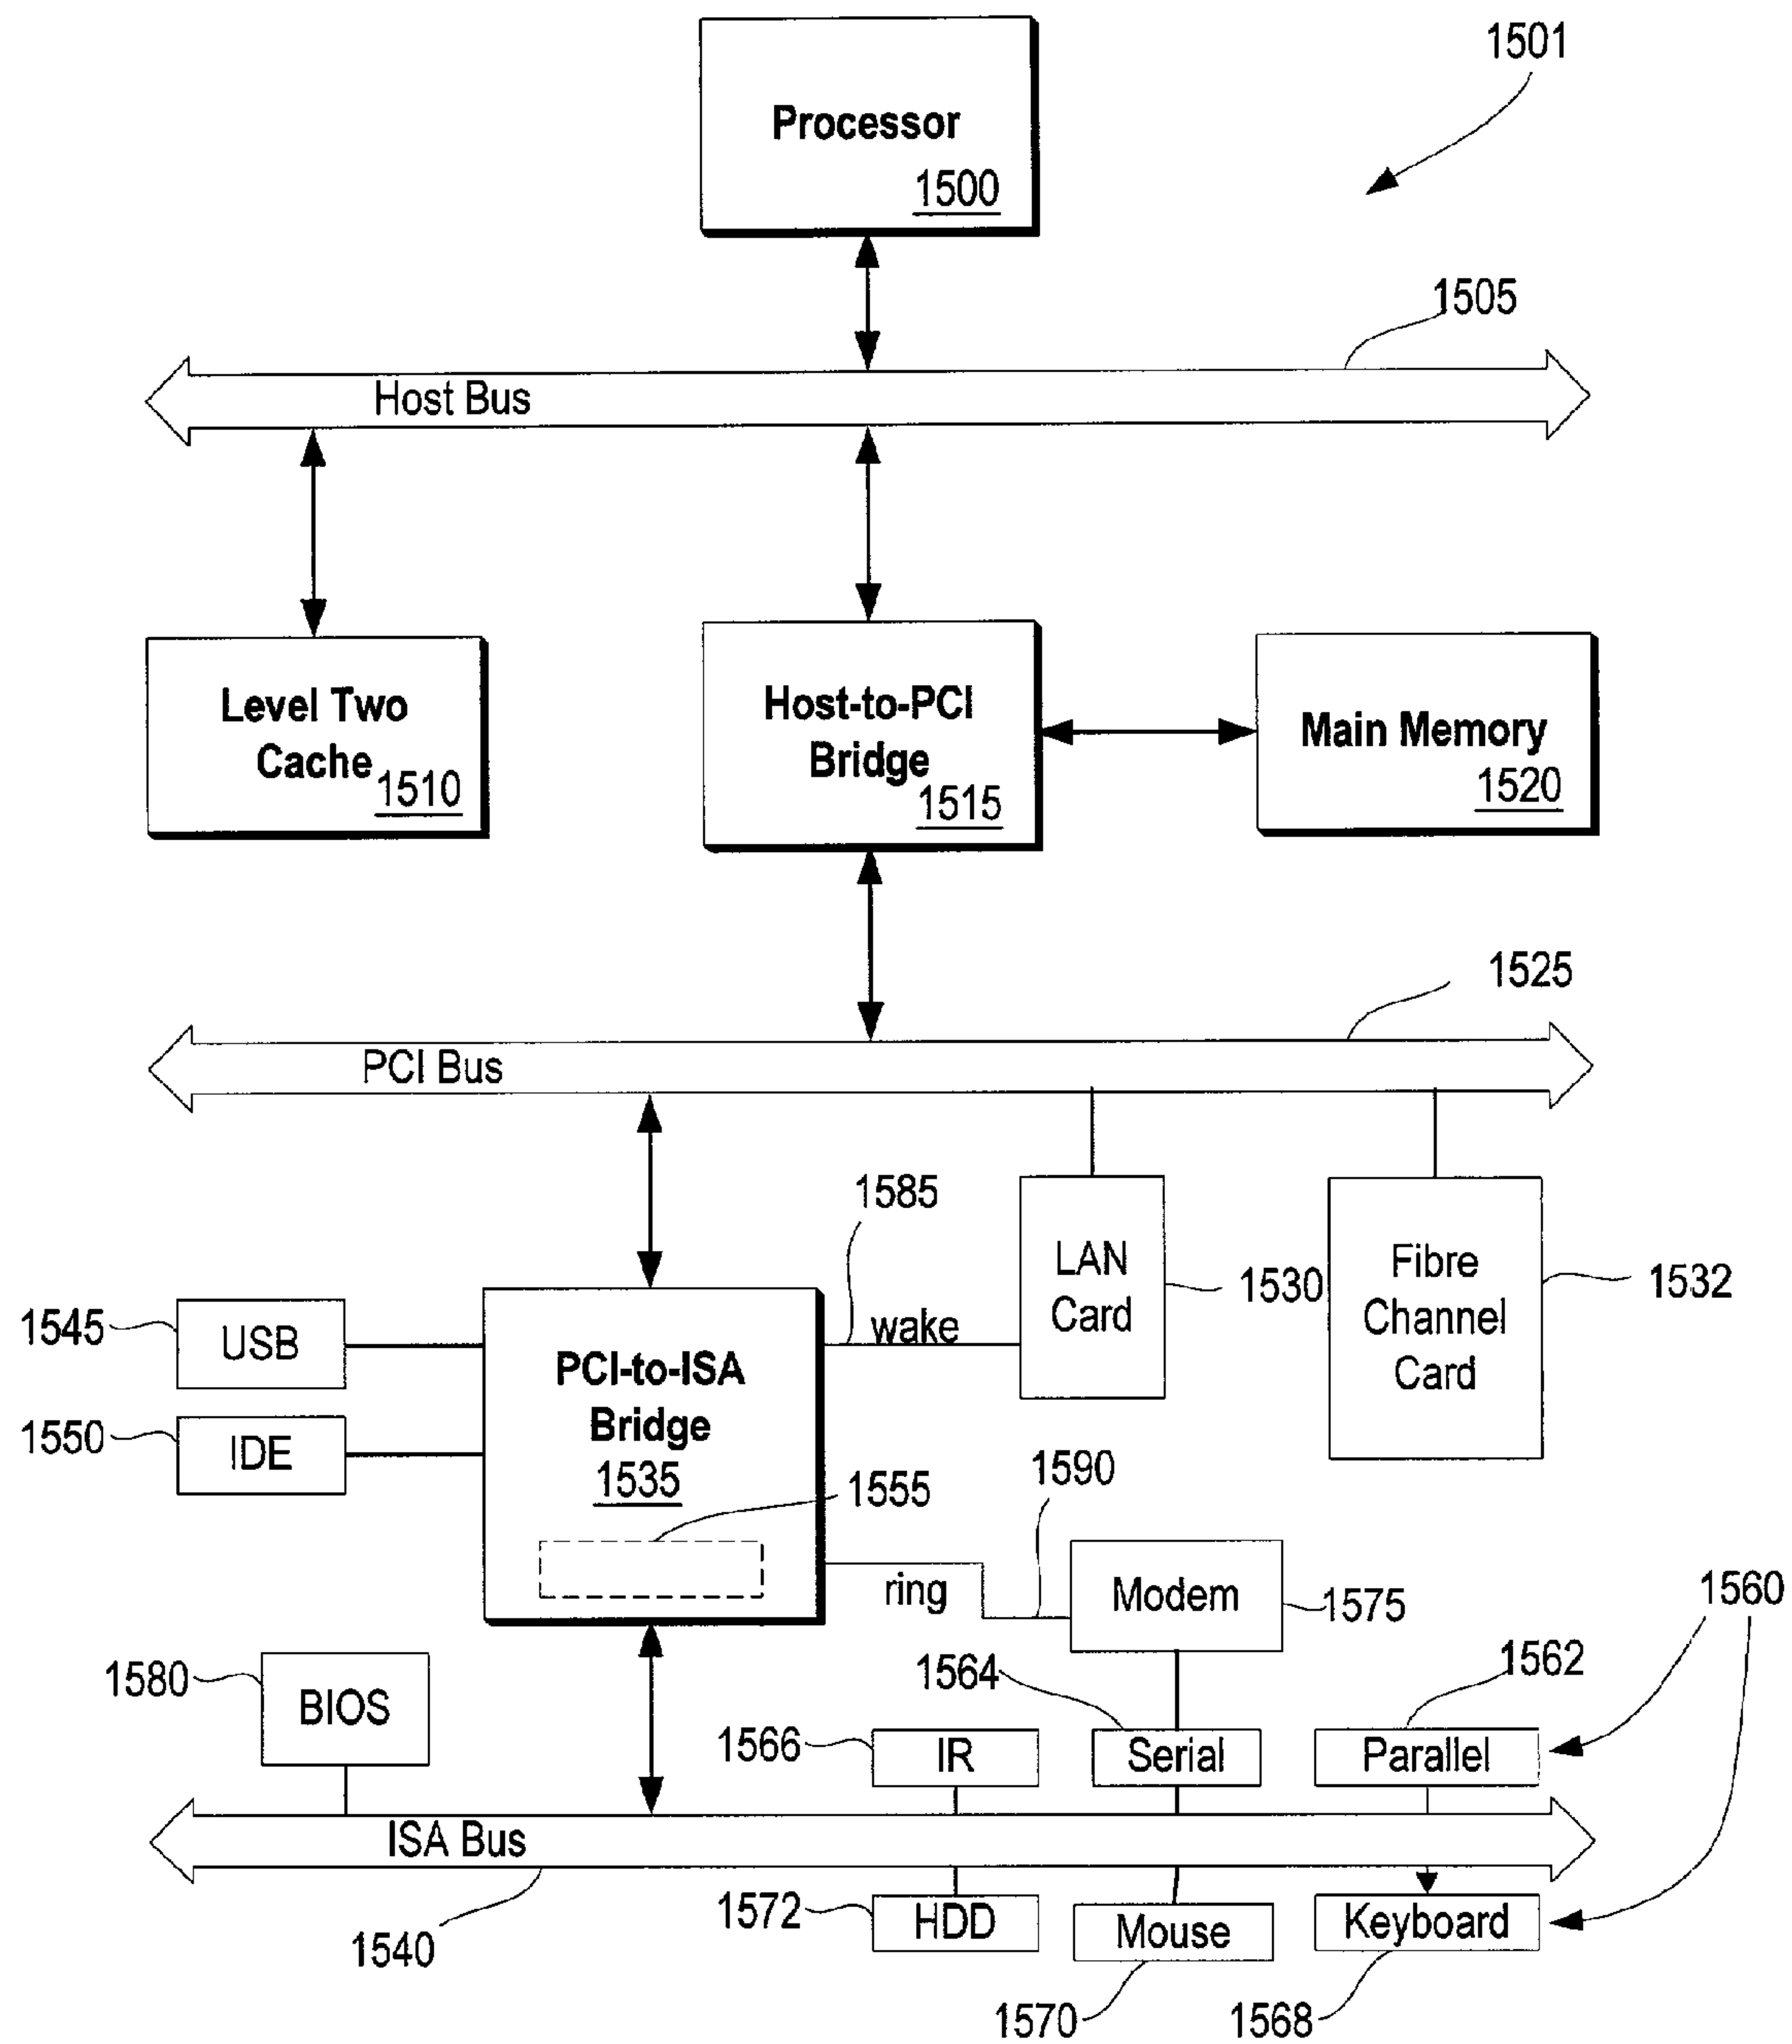 1501
Processor
1500
1505
Host Bus
Level Two
Cache
1510
Host-to-PCI
Bridge
1515
Main Memory
1520
1525
PCI Bus
1585
wake
LAN
Card
1530
Fibre
Channel
Card
1532
1545
USB
1550
IDE
PCI-to-ISA
Bridge
1535
1555
1590
ring
Modem
1575
1560
1580
BIOS
1564
1562
1566
IR
Serial
Parallel
ISA Bus
1540
1572
HDD
Mouse
Keyboard
1570
1568